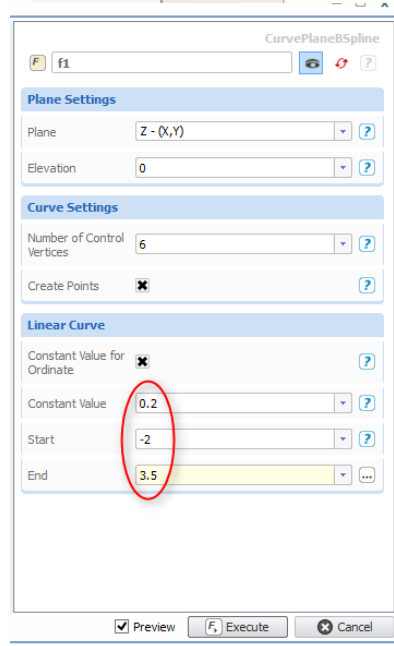 CurvePlaneBSpline
F f1 ?
Plane Settings
Plane Z - (X,Y) ?
Elevation 0 ?
Curve Settings
Number of Control
Vertices 6 ?
Create Points ?
Linear Curve
Constant Value for
Ordinate ?
Constant Value 0.2 ?
Start -2 ?
End 3.5 ...
Preview F, Execute Cancel